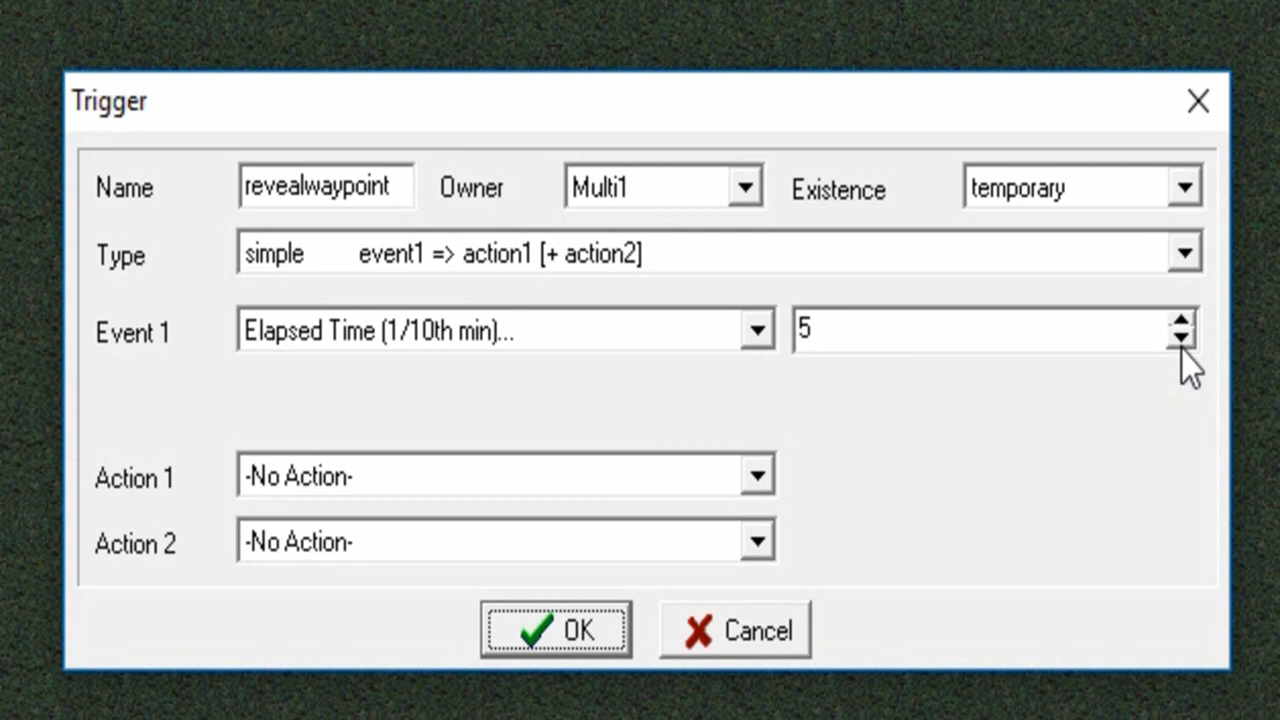 Trigger
Name revealwaypoint Owner Multi1 Existence temporary
Type simple event1 => action1 [+ action2]
Event 1 Elapsed Time (1/10th min)... 5
Action 1 -No Action-
Action 2 -No Action-
OK Cancel